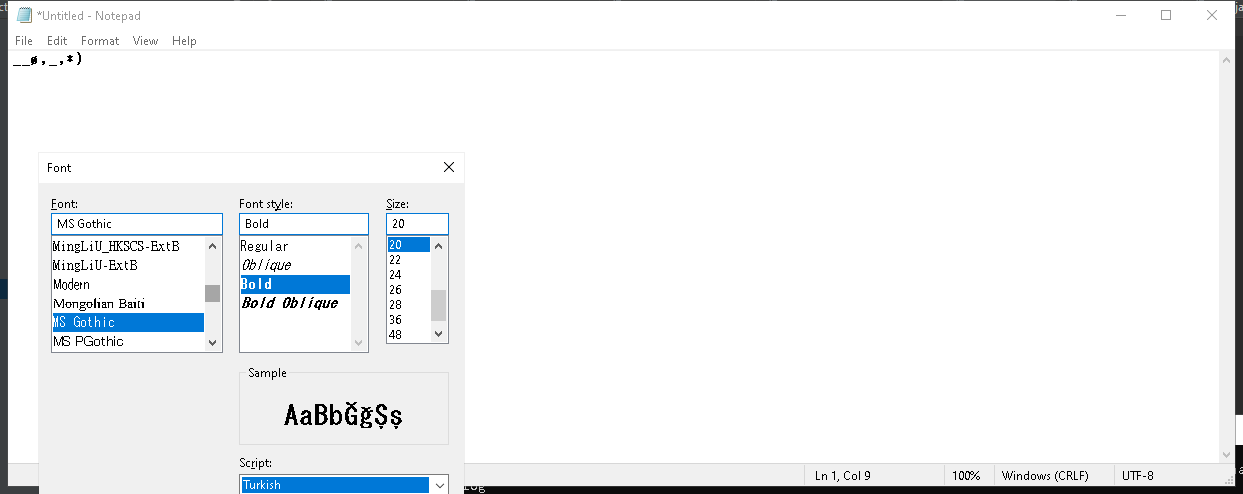 *Untitled - Notepad
File Edit Format View Help
__ø,_,*)
Font
Font: Font style: Size:
MS Gothic Bold 20
MingLiU_HKSCS-ExtB Regular 20
MingLiU-ExtB Oblique 22
Modern Bold 24
Mongolian Baiti Bold Oblique 26
MS Gothic 28
MS PGothic 36
48
Sample
AaBbĞğŞş
Script:
Turkish
Ln 1, Col 9 100% Windows (CRLF) UTF-8